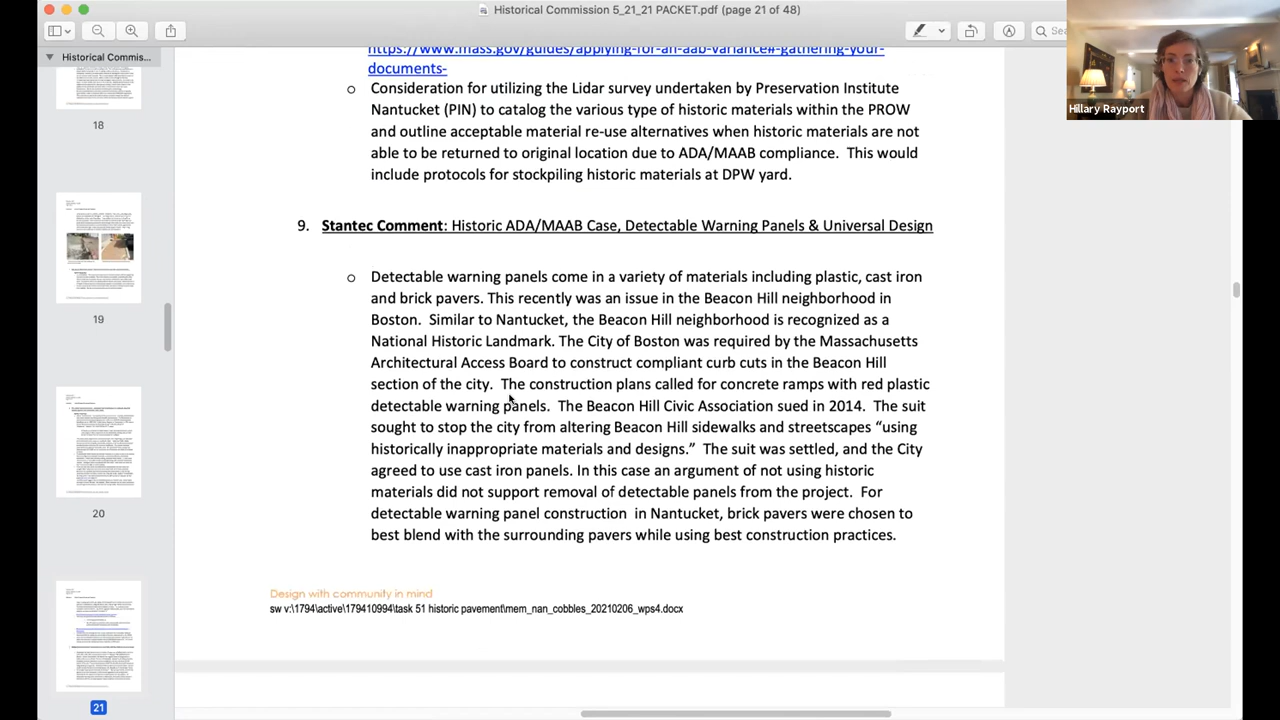 Historical Commission 5_21_21 PACKET.pdf (page 21 of 48)
Historical Commis...
18
19
20
21
Hillary Rayport
https://www.mass.gov/guides/applying-for-an-aab-variance#-gathering-your-
documents-
o Consideration for utilizing the Lidar survey undertaken by Preservation Institute
Nantucket (PIN) to catalog the various types of historic materials within the PROW
and outline acceptable material re-use alternatives when historic materials are not
able to be returned to original location due to ADA/MAAB compliance. This would
include protocols for stockpiling historic materials at DPW yard.
9. Stantec Comment: Historic ADA/MAAB Case, Detectable Warning Panels & Universal Design
o Detectable warning panels come in a variety of materials including plastic, cast iron
and brick pavers. This recently was an issue in the Beacon Hill neighborhood in
Boston. Similar to Nantucket, the Beacon Hill neighborhood is recognized as a
National Historic Landmark. The City of Boston was required by the Massachusetts
Architectural Access Board to construct compliant curb cuts in the Beacon Hill
section of the city. The construction plans called for concrete ramps with red plastic
detectable warning panels. The Beacon Hill Civic Association sued in 2014. The suit
sought to stop the city from altering Beacon Hill sidewalks and streetscapes “using
historically inappropriate materials and designs.” The suit was settled, and the City
agreed to use cast iron panels. In this case an argument of not using historic
materials did not support removal of detectable panels from the project. For
detectable warning panel construction in Nantucket, brick pavers were chosen to
best blend with the surrounding pavers while using best construction practices.
Design with community in mind